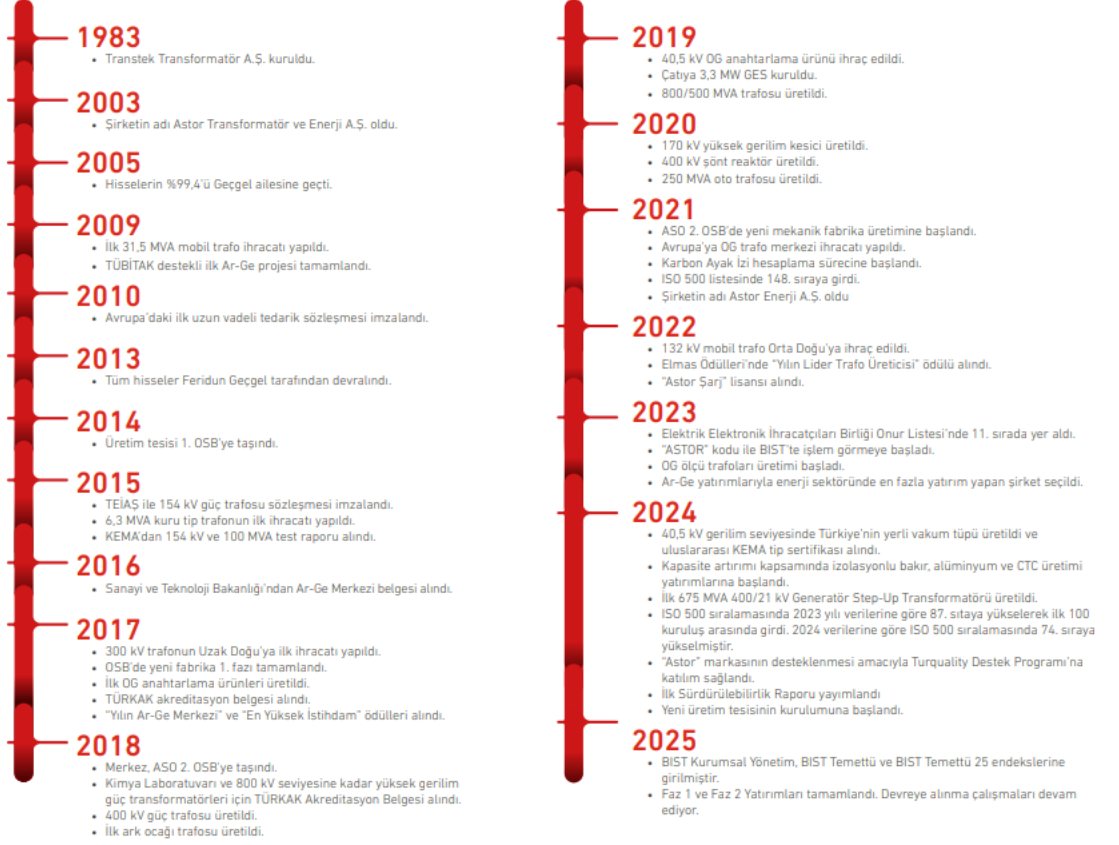 1983
• Transtek Transformatör A.Ş. kuruldu.
2003
• Şirketin adı Astor Transformatör ve Enerji A.Ş. oldu.
2005
• Hisselerin %99,4'ü Geçgel ailesine geçti.
2009
• İlk 31,5 MVA mobil trafo ihracatı yapıldı.
• TÜBİTAK destekli ilk Ar-Ge projesi tamamlandı.
2010
• Avrupa'daki ilk uzun vadeli tedarik sözleşmesi imzalandı.
2013
• Tüm hisseler Feridun Geçgel tarafından devralındı.
2014
• Üretim tesisi 1. OSB'ye taşındı.
2015
• TEİAŞ ile 154 kV güç trafosu sözleşmesi imzalandı.
• 6,3 MVA kuru tip trafonun ilk ihracatı yapıldı.
• KEMA'dan 154 kV ve 100 MVA test raporu alındı.
2016
• Sanayi ve Teknoloji Bakanlığı'ndan Ar-Ge Merkezi belgesi alındı.
2017
• 300 kV trafonun Uzak Doğu'ya ilk ihracatı yapıldı.
• OSB'de yeni fabrika 1. fazı tamamlandı.
• İlk OG anahtarlama ürünleri üretildi.
• TÜRKAK akreditasyon belgesi alındı.
• "Yılın Ar-Ge Merkezi" ve "En Yüksek İstihdam" ödülleri alındı.
2018
• Merkez, ASO 2. OSB'ye taşındı.
• Kimya Laboratuvarı ve 800 kV seviyesine kadar yüksek gerilim
güç transformatörleri için TÜRKAK Akreditasyon Belgesi alındı.
• 400 kV güç trafosu üretildi.
• İlk ark ocağı trafosu üretildi.
2019
• 40,5 kV OG anahtarlama ürünü ihraç edildi.
• Çatıya 3,3 MW GES kuruldu.
• 800/500 MVA trafosu üretildi.
2020
• 170 kV yüksek gerilim kesici üretildi.
• 400 kV şönt reaktör üretildi.
• 250 MVA oto trafosu üretildi.
2021
• ASO 2. OSB'de yeni mekanik fabrika üretimine başlandı.
• Avrupa'ya OG trafo merkezi ihracatı yapıldı.
• Karbon Ayak İzi hesaplama sürecine başlandı.
• ISO 500 listesinde 148. sıraya girdi.
• Şirketin adı Astor Enerji A.Ş. oldu
2022
• 132 kV mobil trafo Orta Doğu'ya ihraç edildi.
• Elmas Ödülleri'nde "Yılın Lider Trafo Üreticisi" ödülü alındı.
• "Astor Şarj" lisansı alındı.
2023
• Elektrik Elektronik İhracatçıları Birliği Onur Listesi'nde 11. sırada yer aldı.
• "ASTOR" kodu ile BIST'te işlem görmeye başladı.
• OG ölçü trafoları üretimi başladı.
• Ar-Ge yatırımlarıyla enerji sektöründe en fazla yatırım yapan şirket seçildi.
2024
• 40,5 kV gerilim seviyesinde Türkiye'nin yerli vakum tüpü üretildi ve
uluslararası KEMA tip sertifikası alındı.
• Kapasite artırımı kapsamında izolasyonlu bakır, alüminyum ve CTC üretimi
yatırımlarına başlandı.
• İlk 675 MVA 400/21 kV Generatör Step-Up Transformatörü üretildi.
• ISO 500 sıralamasında 2023 yılı verilerine göre 87. sıtaya yükselerek ilk 100
kuruluş arasında girdi. 2024 verilerine göre ISO 500 sıralamasında 74. sıraya
yükselmiştir.
• "Astor" markasının desteklenmesi amacıyla Turquality Destek Programı'na
katılım sağlandı.
• İlk Sürdürülebilirlik Raporu yayımlandı
• Yeni üretim tesisinin kurulumuna başlandı.
2025
• BIST Kurumsal Yönetim, BIST Temettü ve BIST Temettü 25 endekslerine
girilmiştir.
• Faz 1 ve Faz 2 Yatırımları tamamlandı. Devreye alınma çalışmaları devam
ediyor.